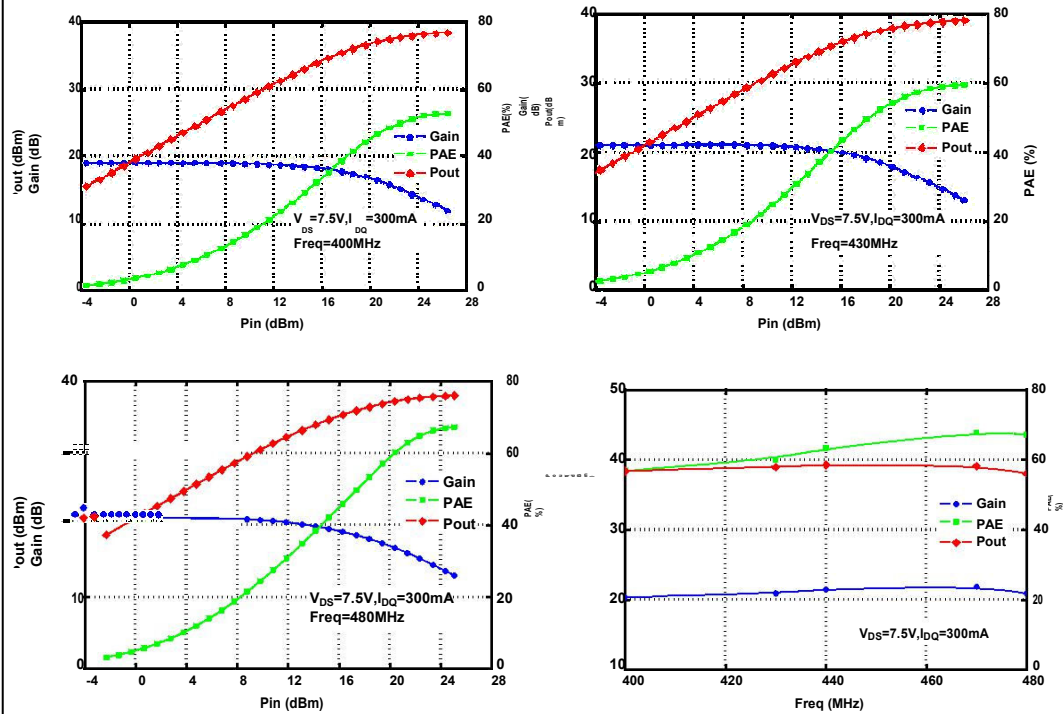 40
30
20
10
0
80
60
40
20
0
-4 0 4 8 12 16 20 24 28
Pin (dBm)
Gain (dB)
Gain
PAE
Pout
V =7.5V,I =300mA
DS DQ
Freq=400MHz
PAE(%)
Gain(
dB)
Pout(dB
m)
40
30
20
10
0
80
60
40
20
0
-4 0 4 8 12 16 20 24 28
Pin (dBm)
PAE (%)
Gain
PAE
Pout
VDS=7.5V,IDQ=300mA
Freq=430MHz
40
10
0
80
60
40
20
0
-4 0 4 8 12 16 20 24 28
Pin (dBm)
out (dBm)
Gain (dB)
PAE(
%)
Gain
PAE
Pout
VDS=7.5V,IDQ=300mA
Freq=480MHz
50
40
30
20
10
80
60
40
20
0
400 420 440 460 480
Freq (MHz)
Gain
PAE
Pout
VDS=7.5V,IDQ=300mA